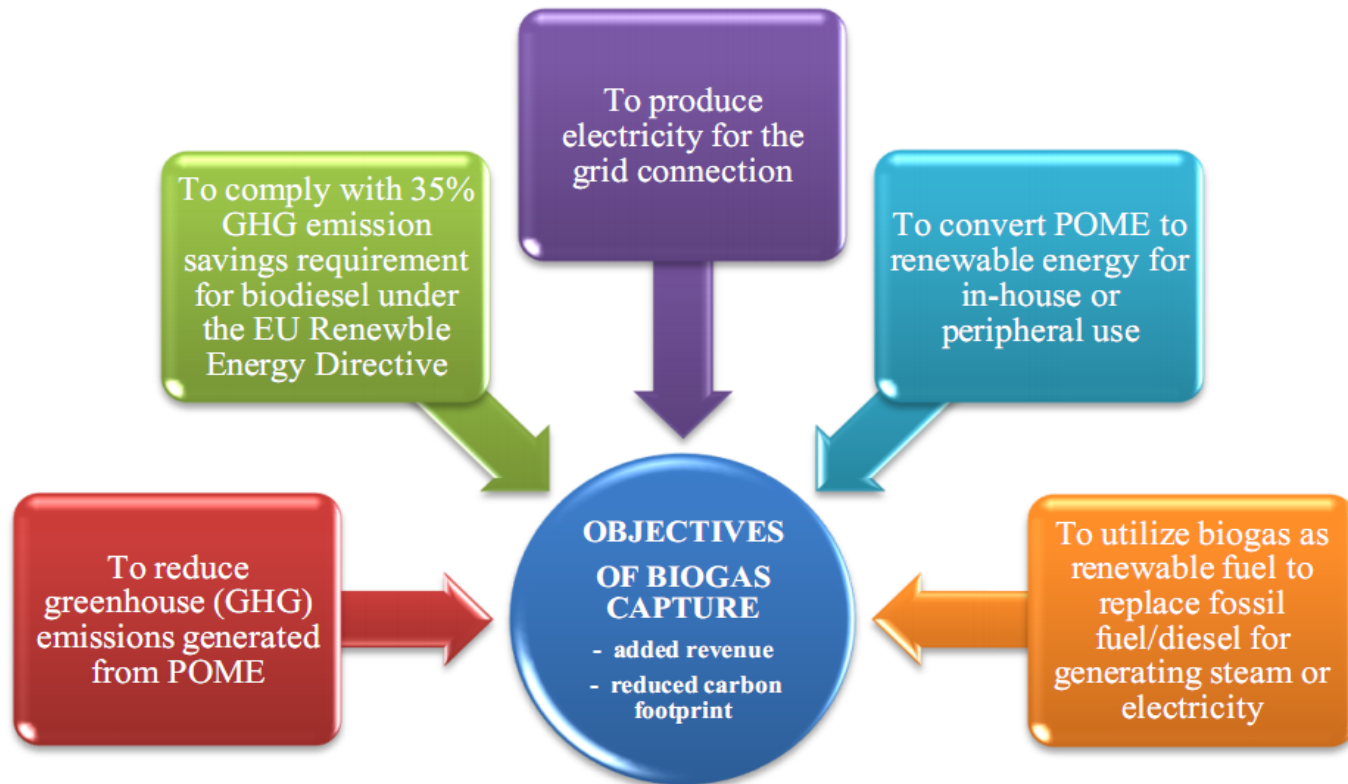 To produce
electricity for the
grid connection
To comply with 35%
GHG emission
savings requirement
for biodiesel under
the EU Renewble
Energy Directive
To convert POME to
renewable energy for
in-house or
peripheral use
To reduce
greenhouse (GHG)
emissions generated
from POME
OBJECTIVES
OF BIOGAS
CAPTURE
- added revenue
- reduced carbon
footprint
To utilize biogas as
renewable fuel to
replace fossil
fuel/diesel for
generating steam or
electricity